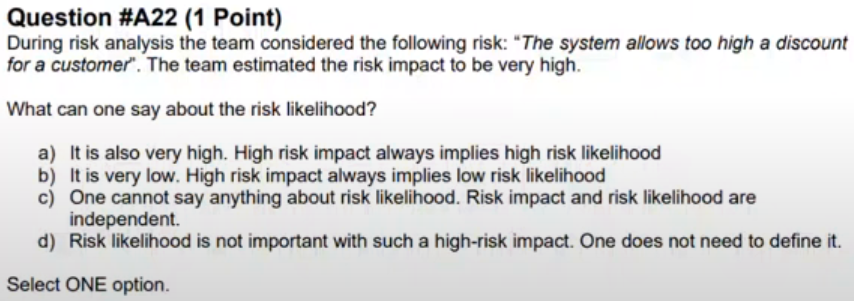 Question #A22 (1 Point)
During risk analysis the team considered the following risk: "The system allows too high a discount
for a customer". The team estimated the risk impact to be very high.
What can one say about the risk likelihood?
a) It is also very high. High risk impact always implies high risk likelihood
b) It is very low. High risk impact always implies low risk likelihood
c) One cannot say anything about risk likelihood. Risk impact and risk likelihood are
independent.
d) Risk likelihood is not important with such a high-risk impact. One does not need to define it.
Select ONE option.